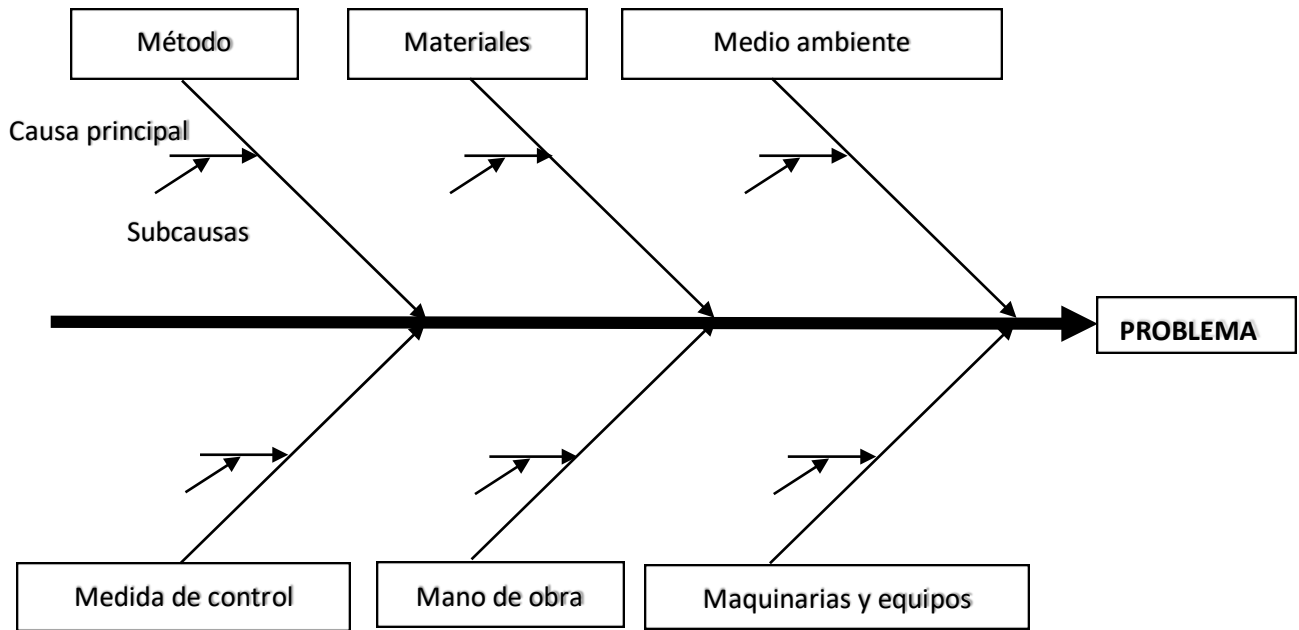 Método
Materiales
Medio ambiente
Causa principal
Subcausas
PROBLEMA
Medida de control
Mano de obra
Maquinarias y equipos